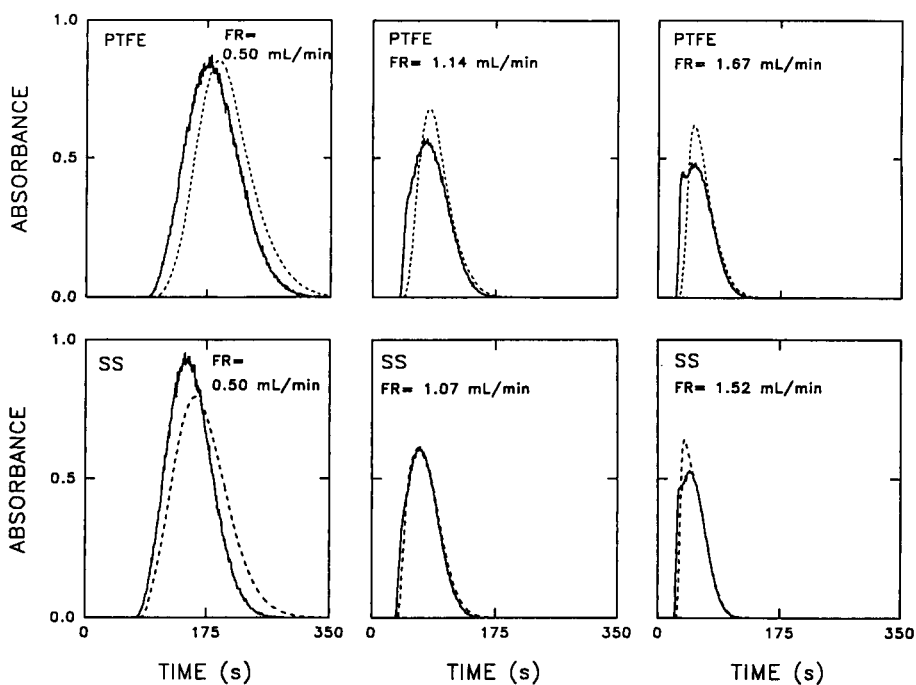 1.0
PTFE
FR=
0.50 mL/min
PTFE
FR= 1.14 mL/min
PTFE
FR= 1.67 mL/min
ABSORBANCE
0.5
0.0
1.0
SS
FR=
0.50 mL/min
SS
FR= 1.07 mL/min
SS
FR= 1.52 mL/min
ABSORBANCE
0.5
0.0
0 175 350
0 175 350
0 175 350
TIME (s)
TIME (s)
TIME (s)